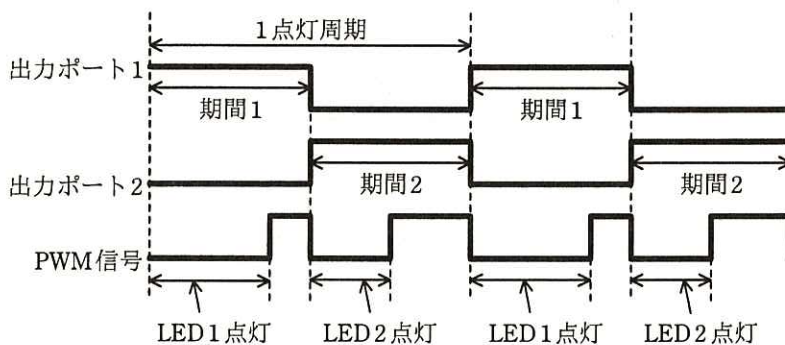 1点灯周期
出力ポート1
期間1
期間1
出力ポート2
期間2
期間2
PWM信号
LED1点灯
LED2点灯
LED1点灯
LED2点灯